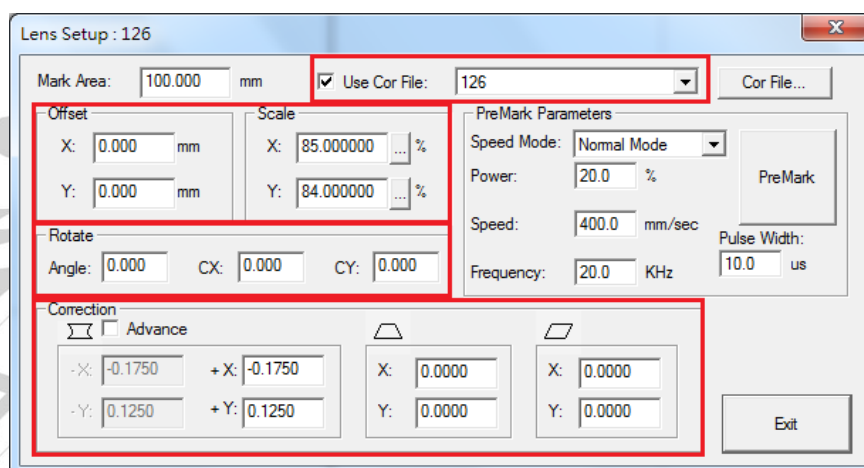 Lens Setup : 126
Mark Area: 100.000 mm
Use Cor File: 126
Cor File...
Offset
X: 0.000 mm
Y: 0.000 mm
Scale
X: 85.000000 ... %
Y: 84.000000 ... %
PreMark Parameters
Speed Mode: Normal Mode
Power: 20.0 %
Speed: 400.0 mm/sec
Frequency: 20.0 KHz
PreMark
Pulse Width:
10.0 us
Rotate
Angle: 0.000 CX: 0.000 CY: 0.000
Correction
Advance
-X: -0.1750 +X: -0.1750
-Y: 0.1250 +Y: 0.1250
X: 0.0000
Y: 0.0000
X: 0.0000
Y: 0.0000
Exit